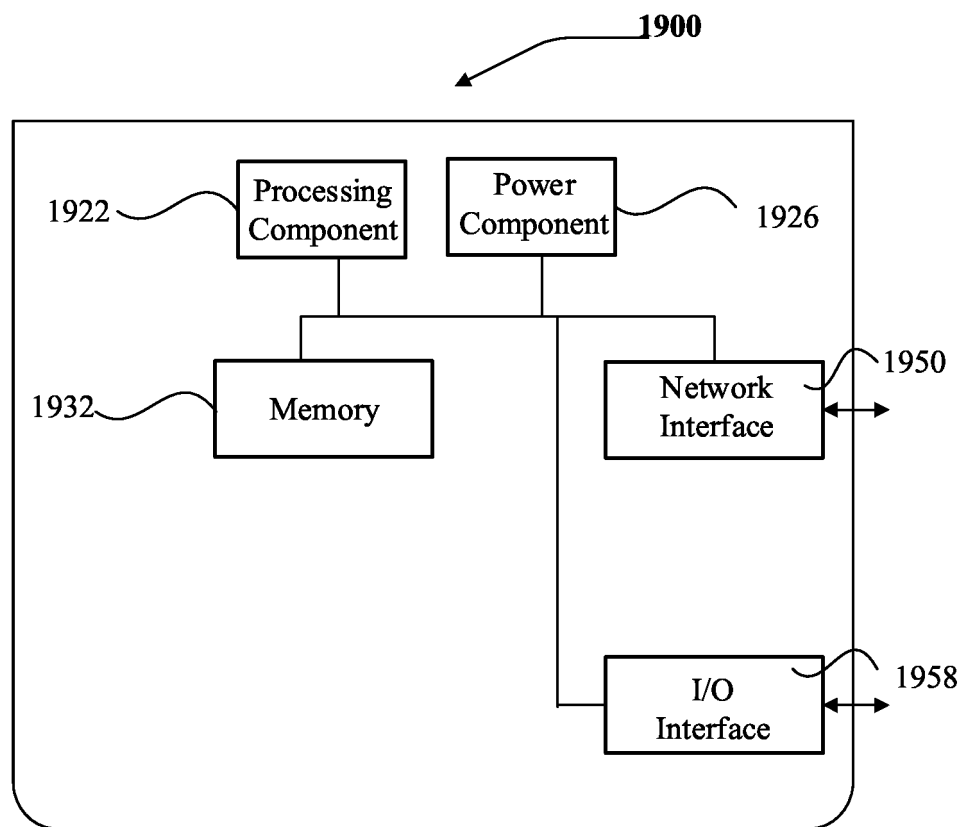 1900
Processing
Component
Power
Component
1922
1926
1950
Network
Interface
1932
Memory
1958
I/O
Interface